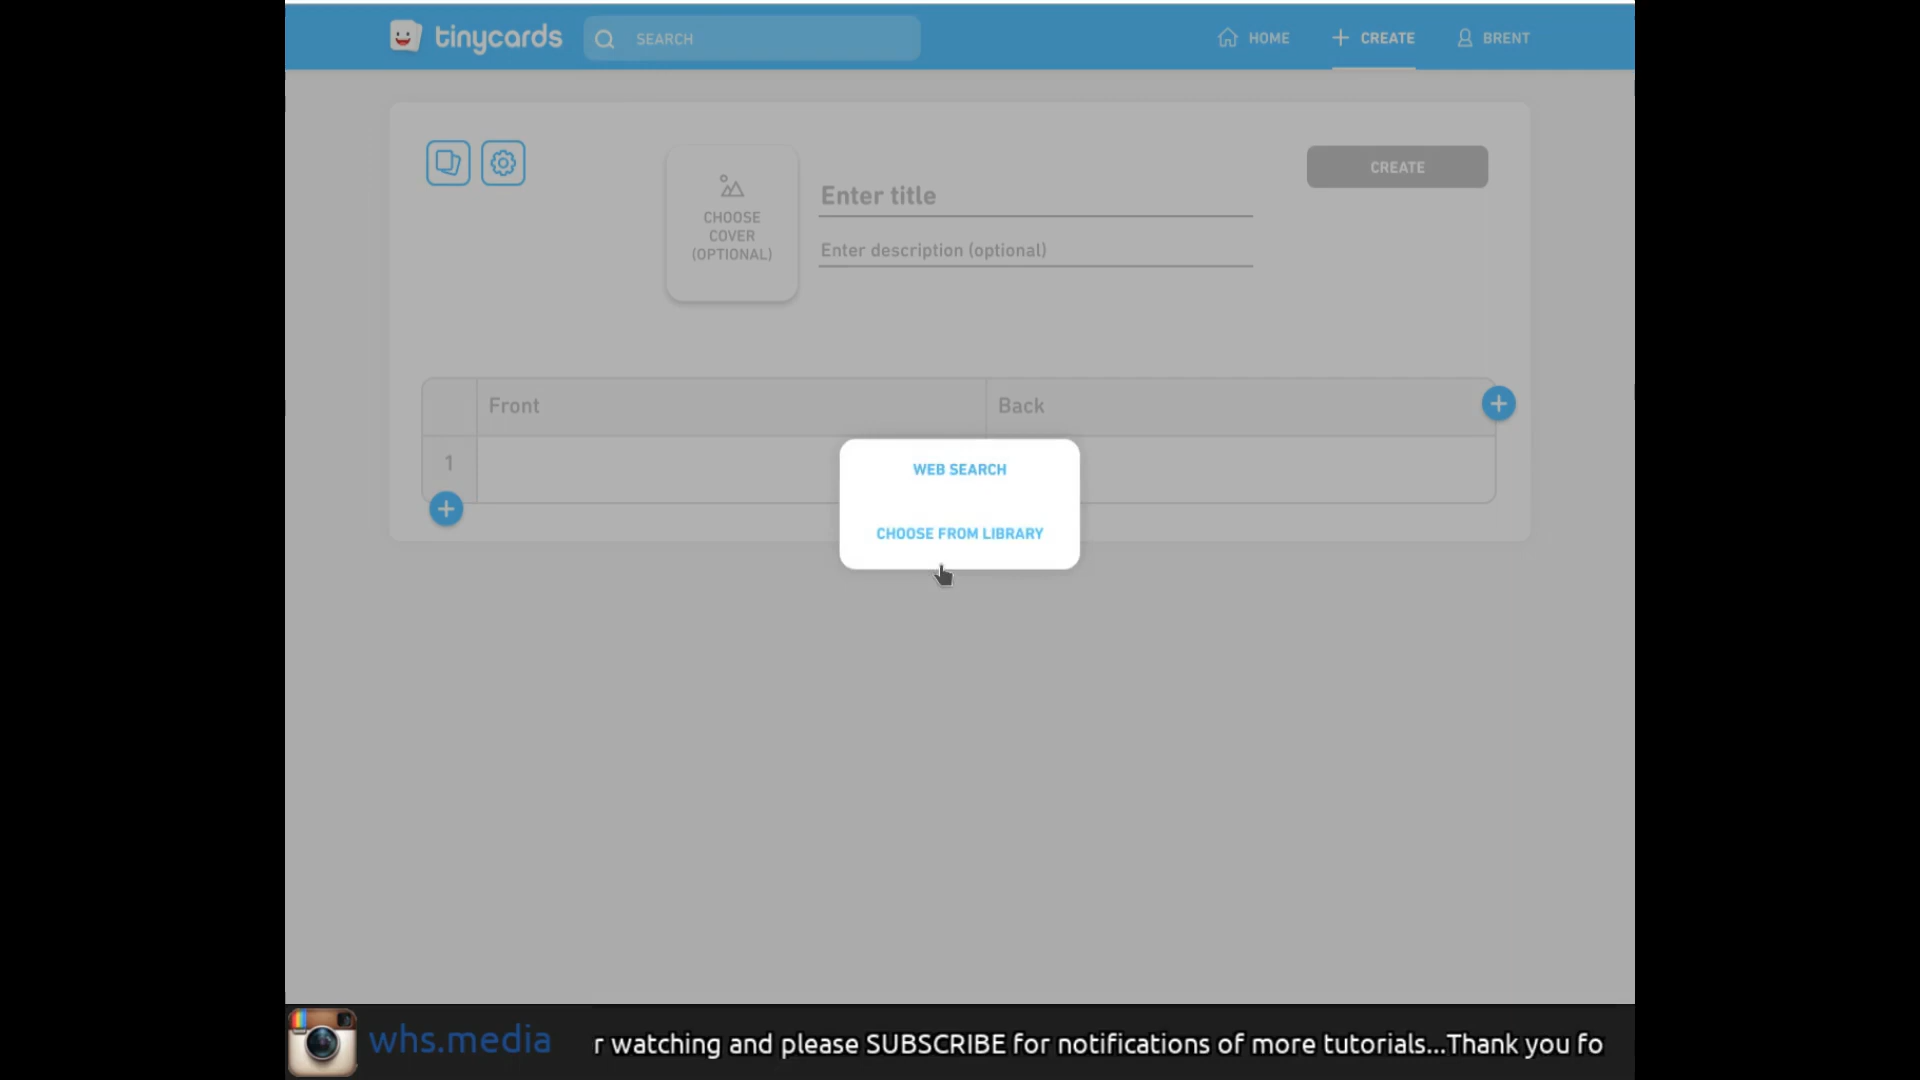 tinycards
SEARCH
HOME
CREATE
BRENT
CHOOSE
COVER
(OPTIONAL)
Enter title
Enter description (optional)
CREATE
Front
Back
1
WEB SEARCH
CHOOSE FROM LIBRARY
whs.media
r watching and please SUBSCRIBE for notifications of more tutorials...Thank you fo